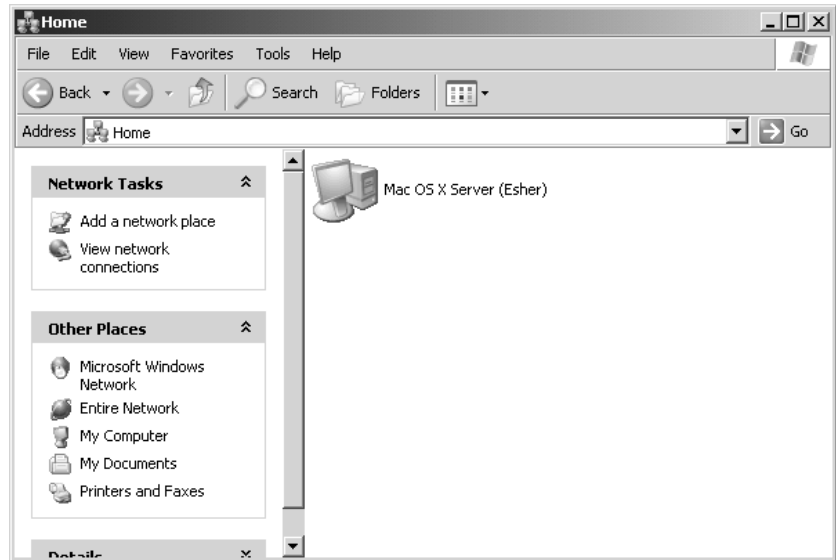 Home
File Edit View Favorites Tools Help
Back Search Folders
Address Home Go
Network Tasks
Add a network place
View network
connections
Other Places
Microsoft Windows
Network
Entire Network
My Computer
My Documents
Printers and Faxes
Details
Mac OS X Server (Esher)